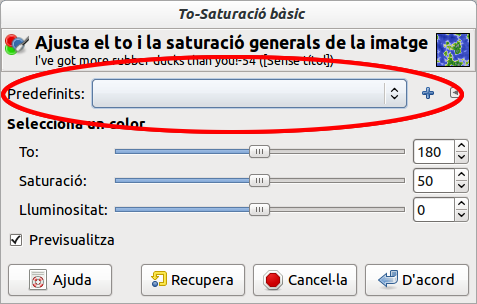 To-Saturació bàsic
Ajusta el to i la saturació generals de la imatge
I've got more rubber ducks than you!-54 ([Sense títol])
Predefinits:
Selecciona un color
To: 180
Saturació: 50
Lluminositat: 0
Previsualitza
Ajuda Recupera Cancel·la D'acord